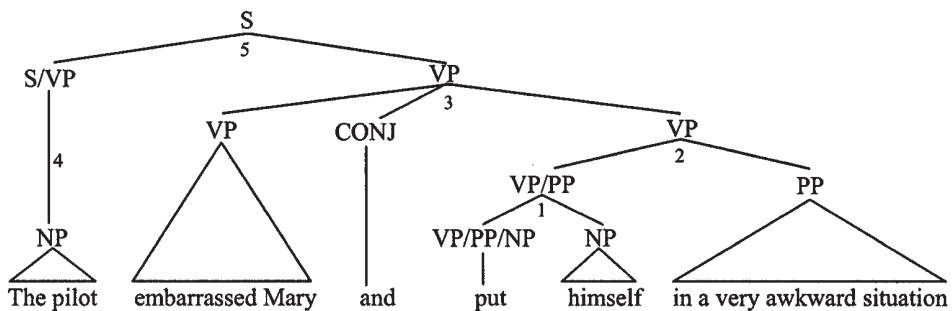 S
5
S/VP VP
3
VP CONJ VP
4 2
VP/PP PP
1
NP VP/PP/NP NP
The pilot embarrassed Mary and put himself in a very awkward situation